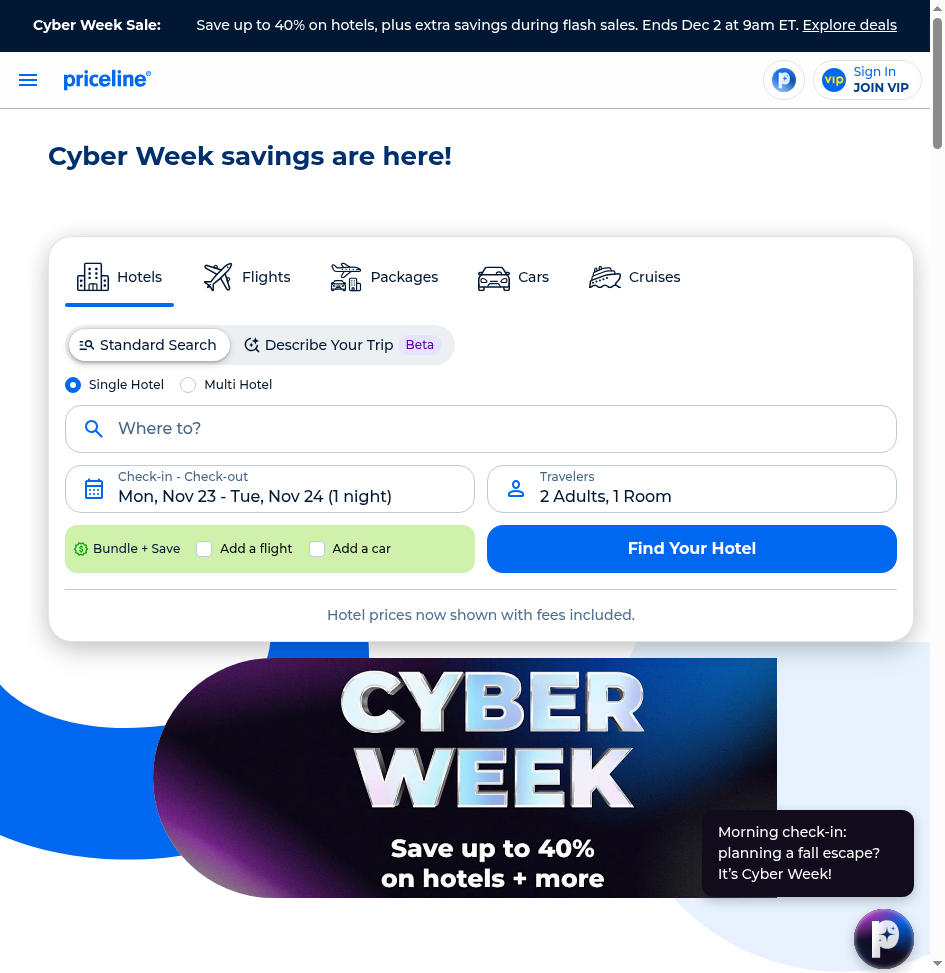 Cyber Week Sale: Save up to 40% on hotels, plus extra savings during flash sales. Ends Dec 2 at 9am ET. Explore deals
priceline®
p
vip
Sign In
JOIN VIP
Cyber Week savings are here!
Hotels Flights Packages Cars Cruises
Standard Search Describe Your Trip Beta
Single Hotel Multi Hotel
Where to?
Check-in - Check-out
Mon, Nov 23 - Tue, Nov 24 (1 night)
Travelers
2 Adults, 1 Room
Bundle + Save Add a flight Add a car
Find Your Hotel
Hotel prices now shown with fees included.
CYBER
WEEK
Save up to 40%
on hotels + more
Morning check-in:
planning a fall escape?
It’s Cyber Week!
p